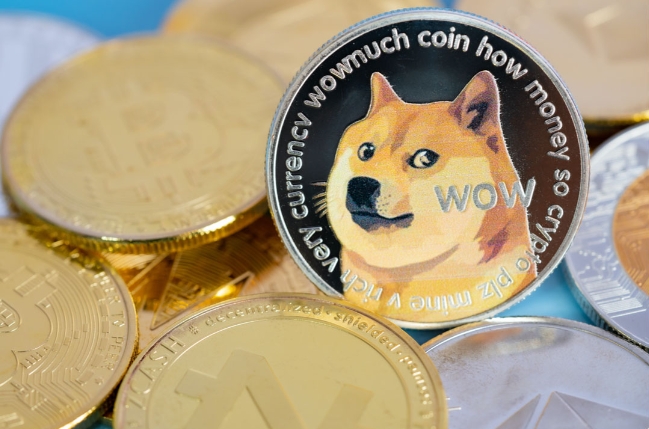 very currency wowmuch coin how money so crypto plz mine v rich
wow
ZCASH • decentralized • shielded •